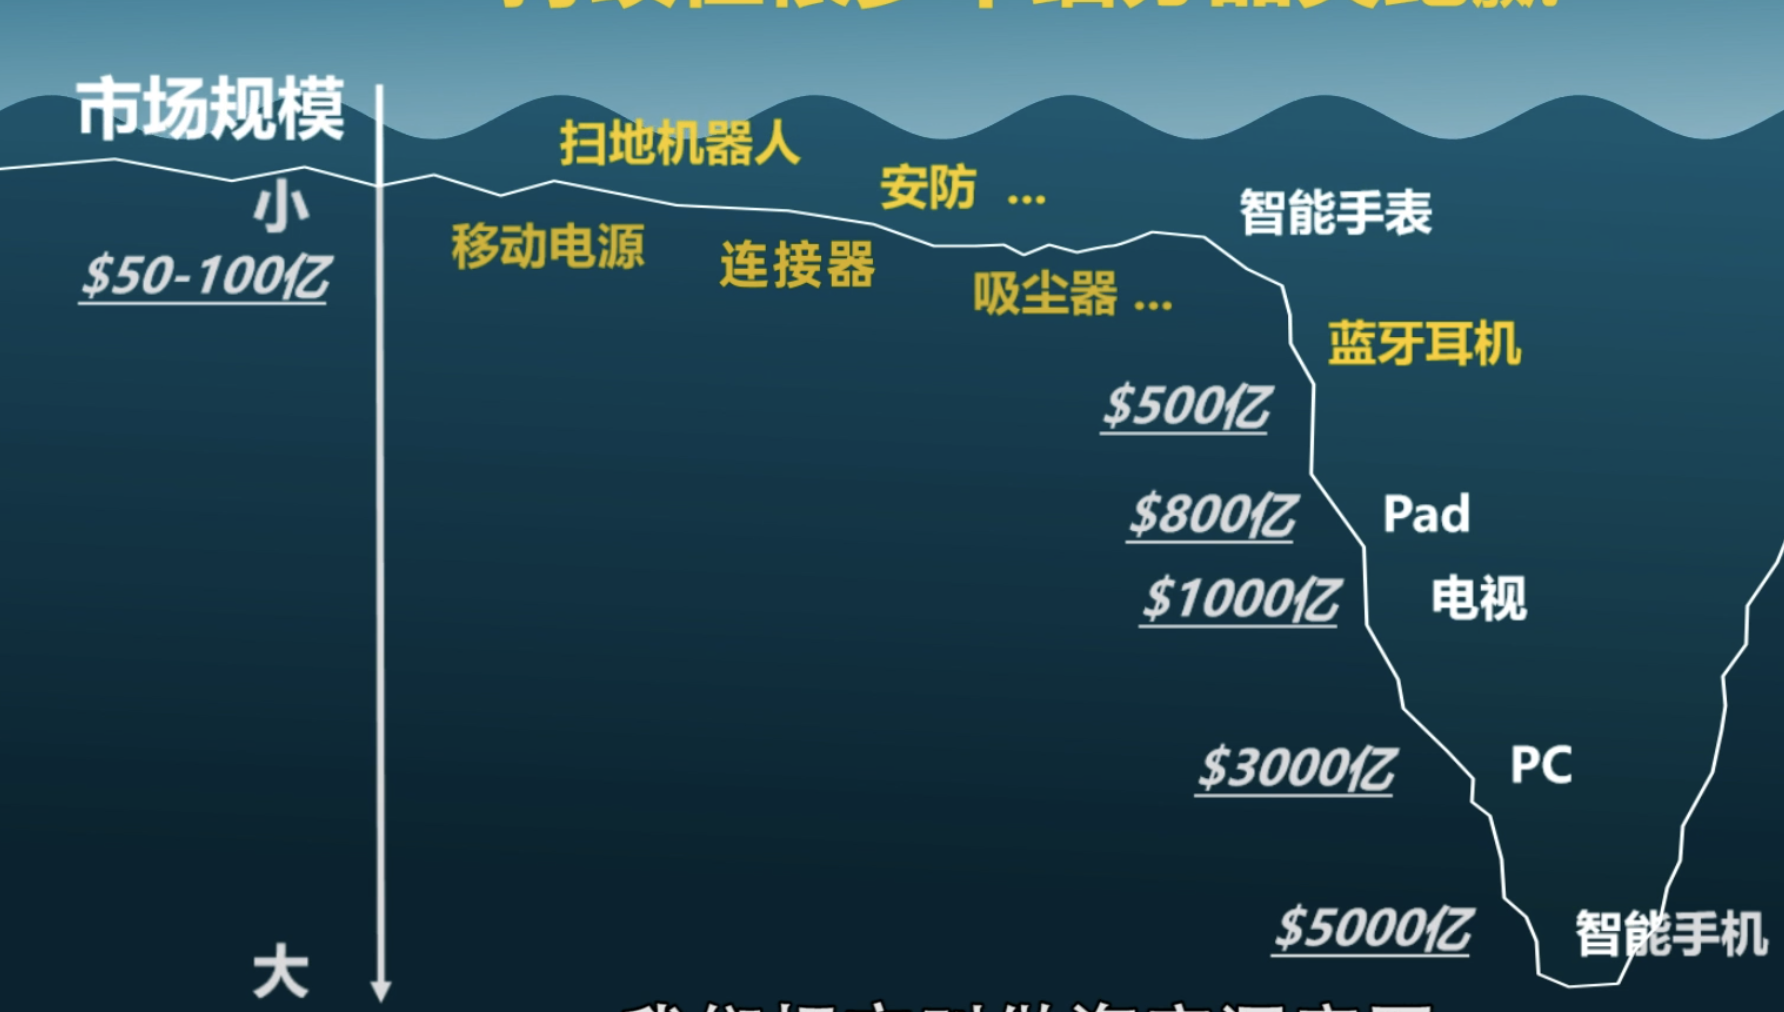 市场规模
扫地机器人
安防 ...
智能手表
小
移动电源
连接器
$50-100亿
吸尘器 ...
蓝牙耳机
$500亿
$800亿
Pad
$1000亿
电视
$3000亿
PC
$5000亿
智能手机
大